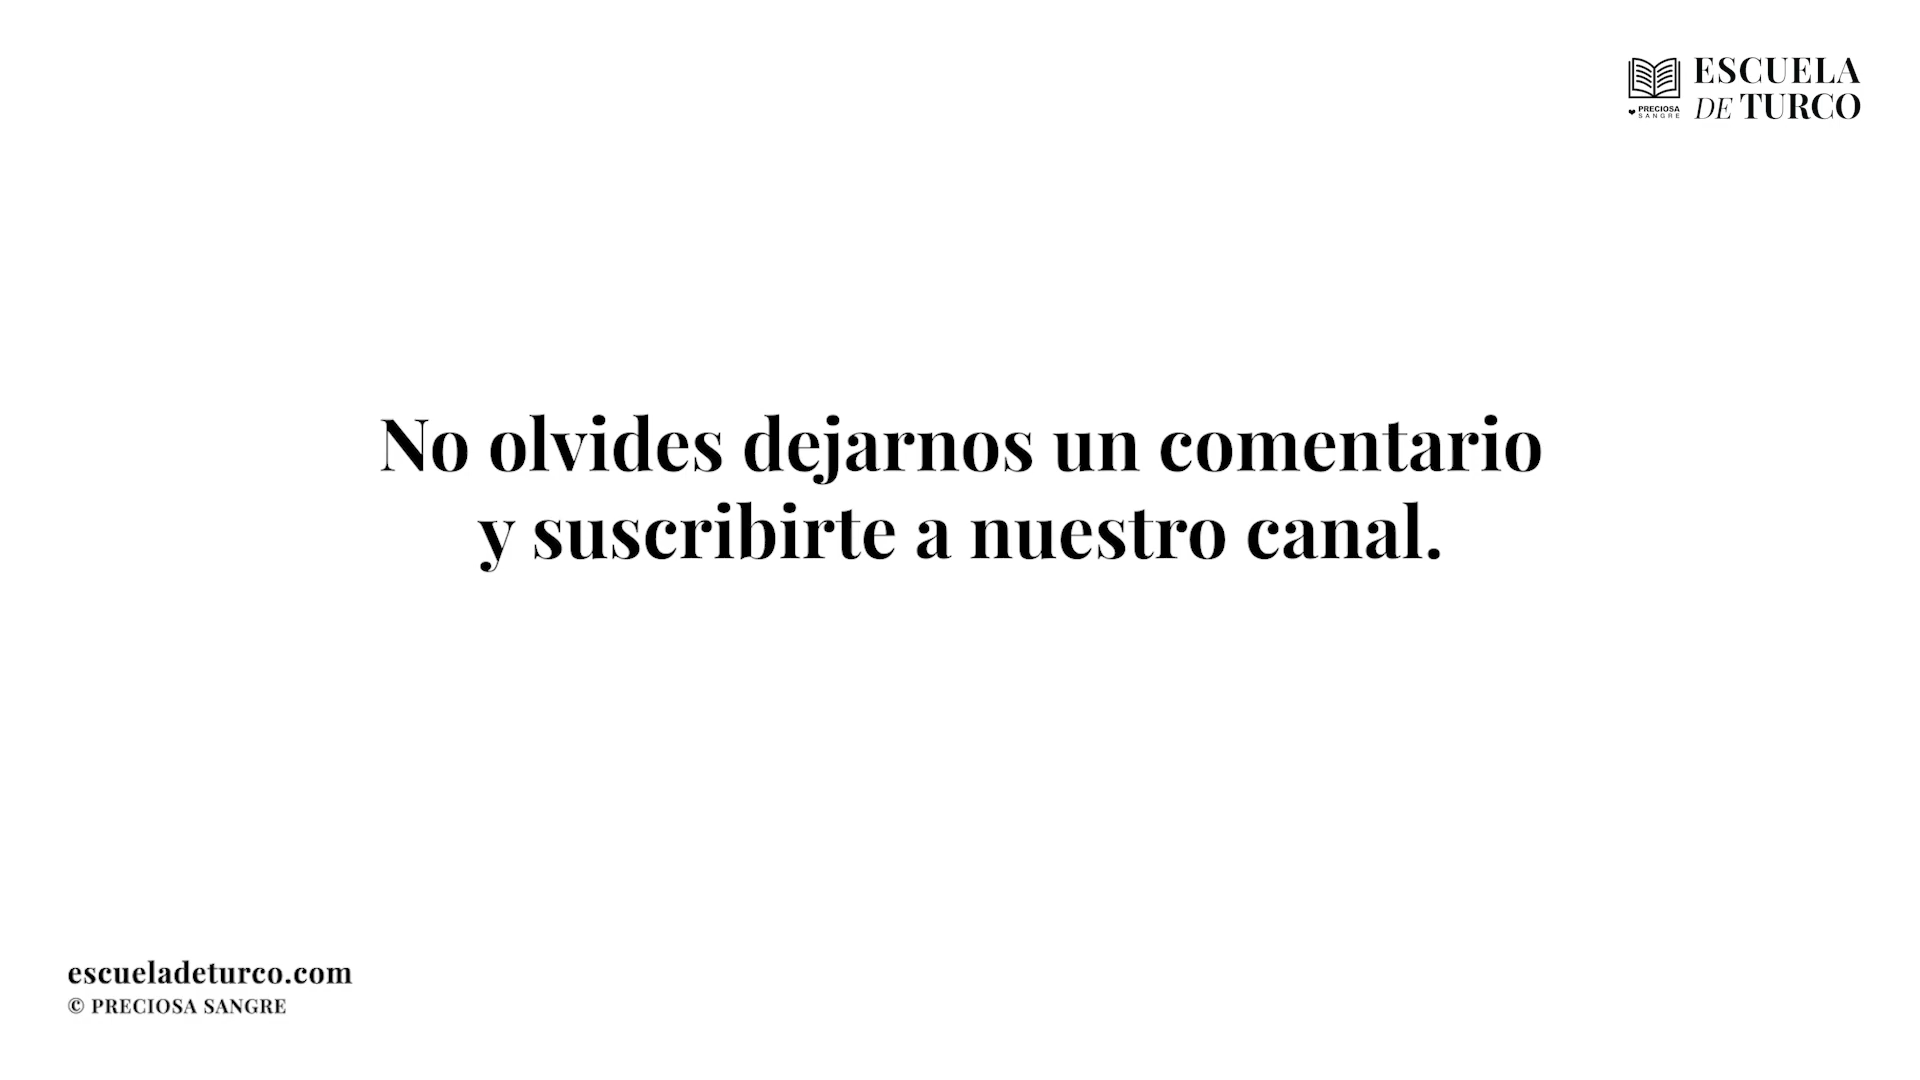 ESCUELA
DE TURCO
PRECIOSA
SANGRE
No olvides dejarnos un comentario
y suscribirte a nuestro canal.
escueladeturco.com
© PRECIOSA SANGRE